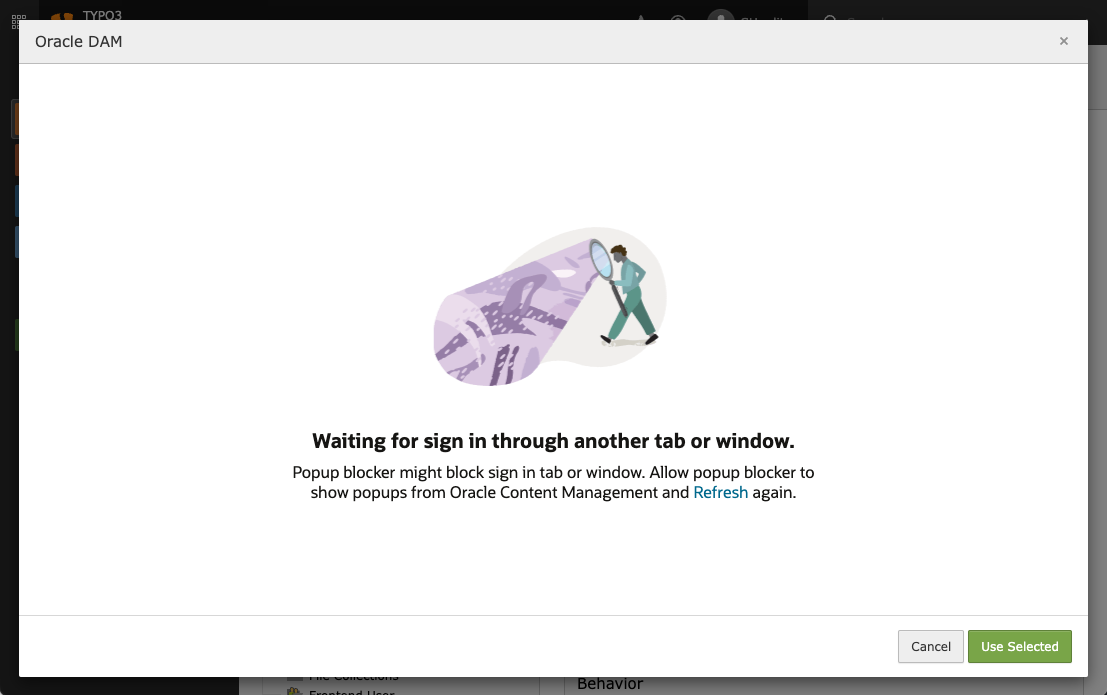 TYPO3
Oracle DAM
×
Waiting for sign in through another tab or window.
Popup blocker might block sign in tab or window. Allow popup blocker to
show popups from Oracle Content Management and Refresh again.
Cancel
Use Selected
File Collections
Frontend User
Behavior